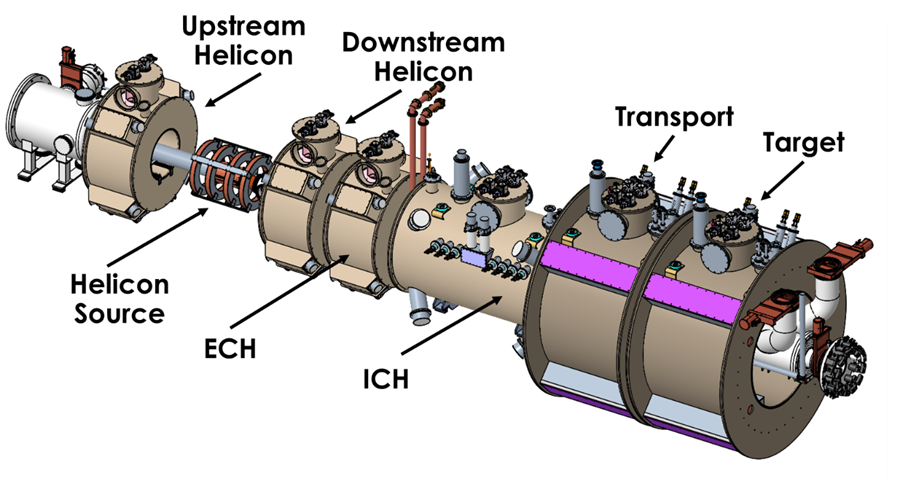 Upstream
Helicon
Downstream
Helicon
Transport
Target
Helicon
Source
ECH
ICH